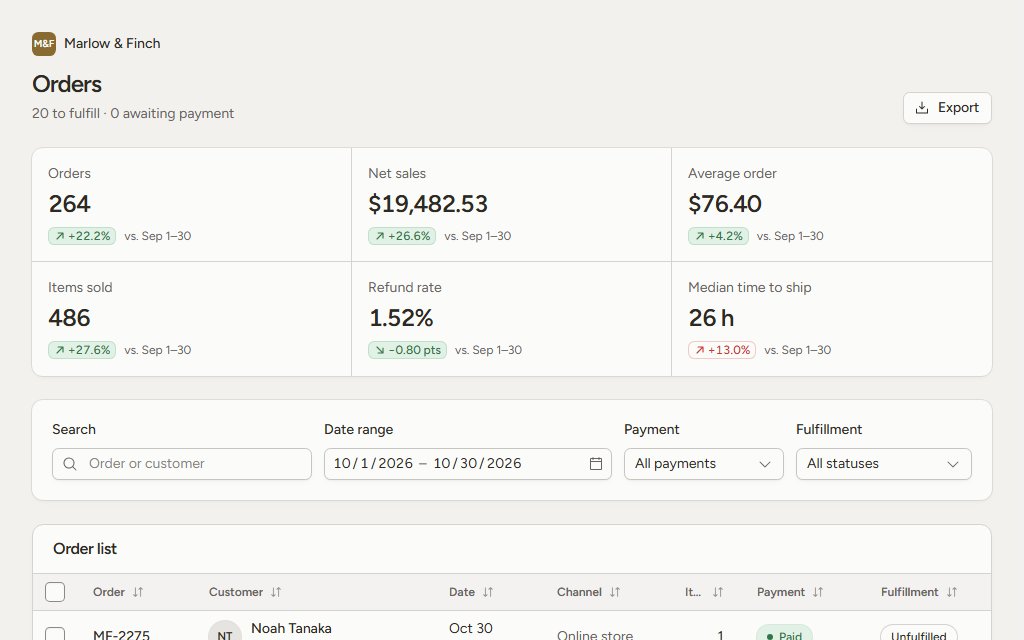 M&F Marlow & Finch
Orders
20 to fulfill · 0 awaiting payment
Export
Orders
264
+22.2% vs. Sep 1–30
Net sales
$19,482.53
+26.6% vs. Sep 1–30
Average order
$76.40
+4.2% vs. Sep 1–30
Items sold
486
+27.6% vs. Sep 1–30
Refund rate
1.52%
−0.80 pts vs. Sep 1–30
Median time to ship
26 h
+13.0% vs. Sep 1–30
Search
Order or customer
Date range
10/1/2026 – 10/30/2026
Payment
All payments
Fulfillment
All statuses
Order list
Order Customer Date Channel It... Payment Fulfillment
MF-2275 NT Noah Tanaka Oct 30 Online store 1 Paid Unfulfilled